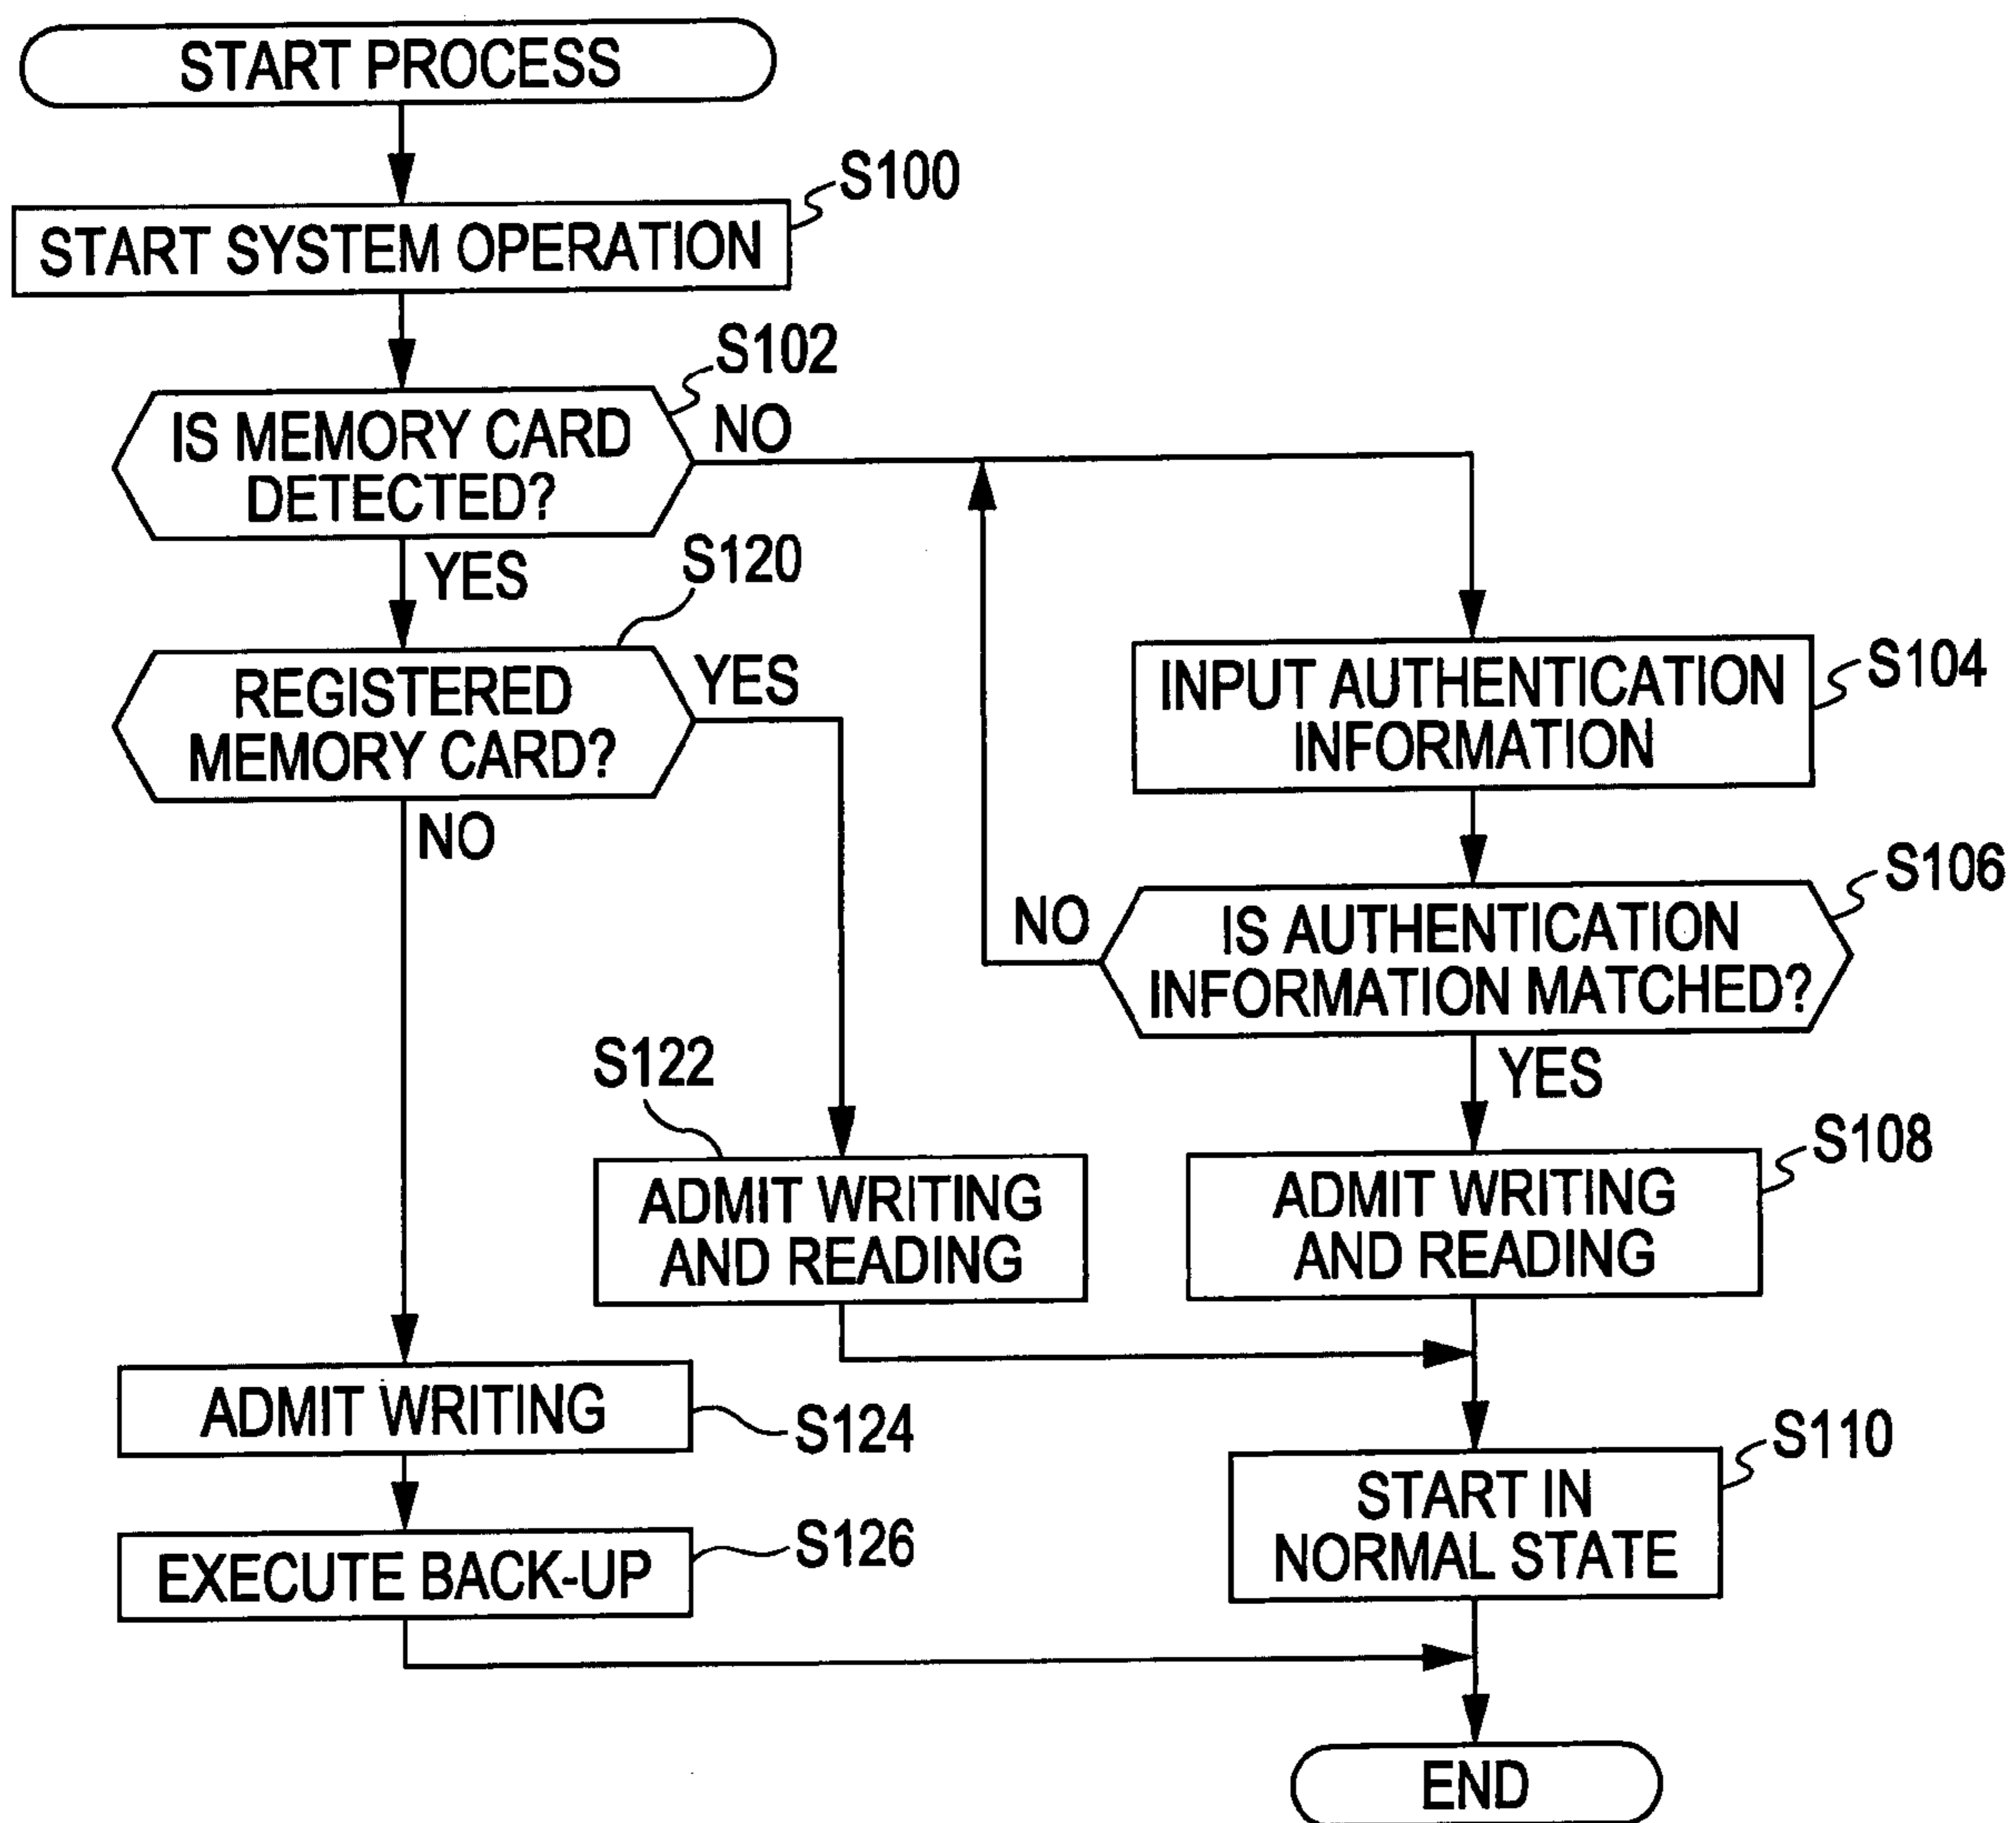 START PROCESS
S100
START SYSTEM OPERATION
S102
IS MEMORY CARD
DETECTED?
NO
YES
S120
REGISTERED
MEMORY CARD?
YES
NO
S104
INPUT AUTHENTICATION
INFORMATION
S106
IS AUTHENTICATION
INFORMATION MATCHED?
NO
YES
S122
ADMIT WRITING
AND READING
S108
ADMIT WRITING
AND READING
ADMIT WRITING
S124
S110
START IN
NORMAL STATE
EXECUTE BACK-UP
S126
END